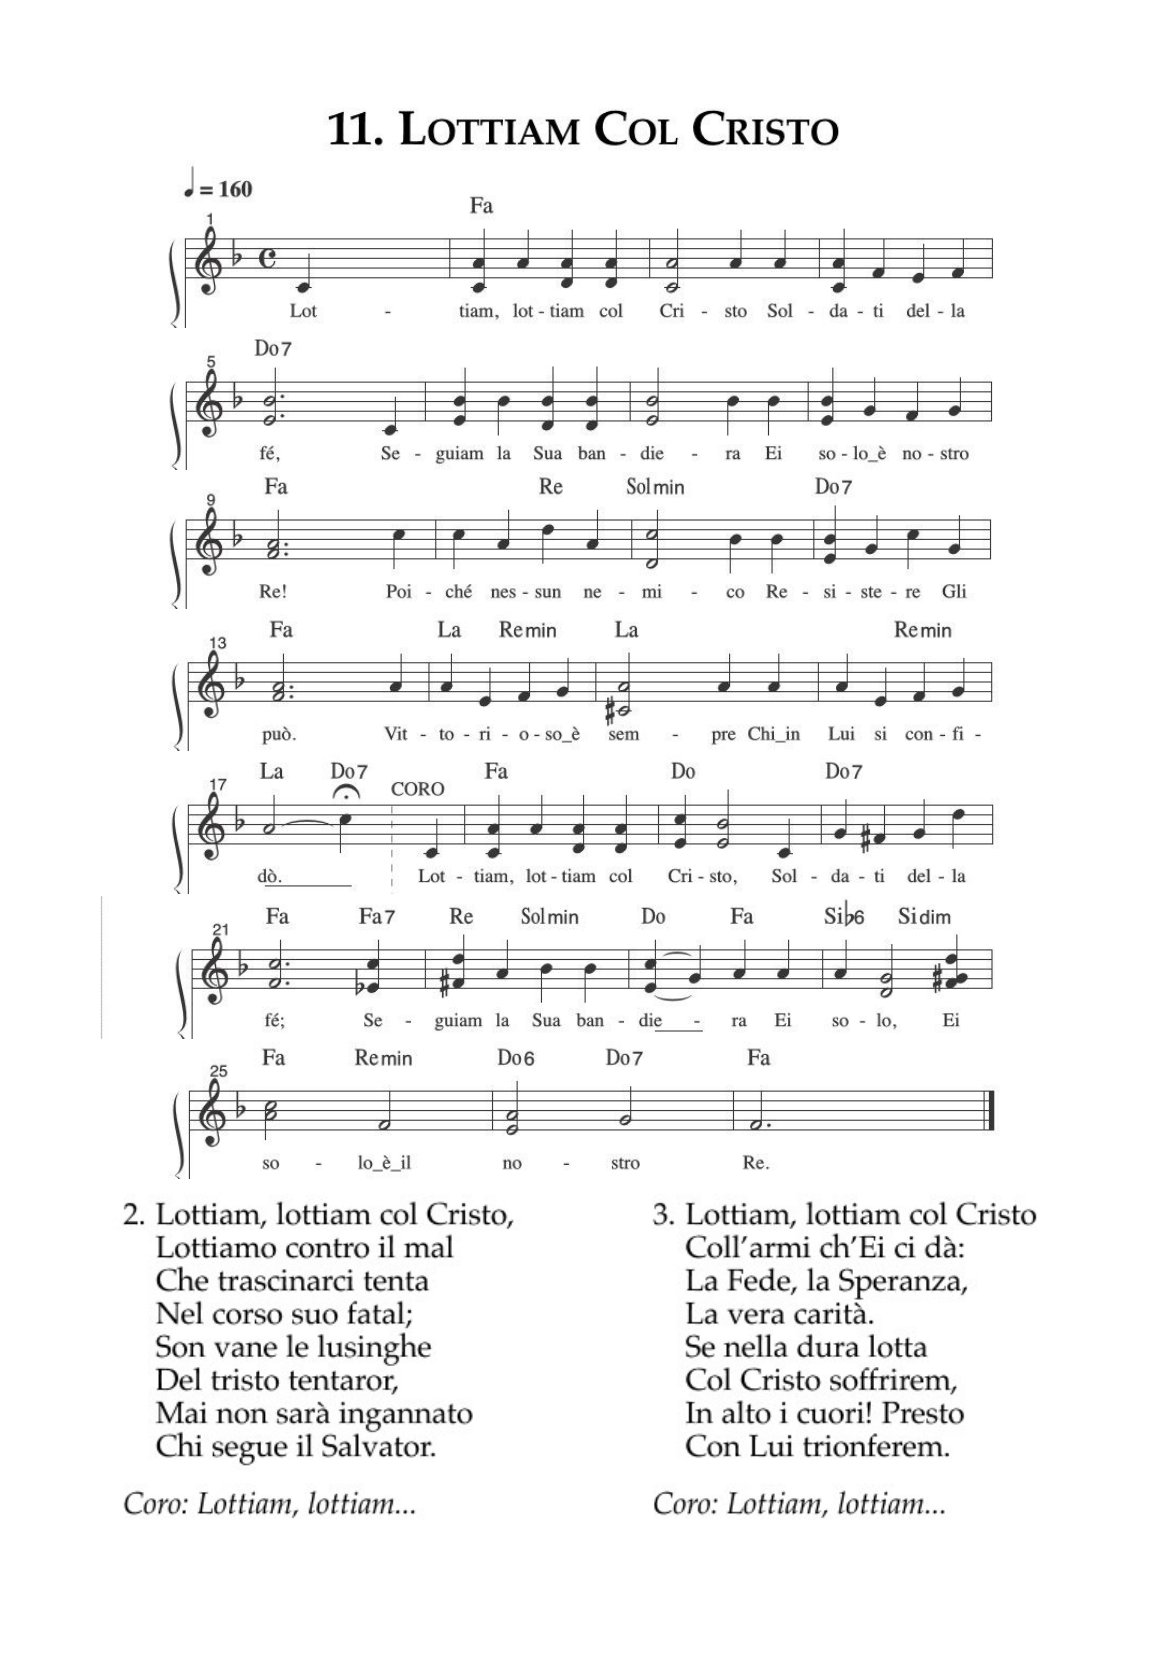 11. Lottiam Col Cristo
♩ = 160
Fa
1
Lot - tiam, lot - tiam col Cri - sto Sol - da - ti del - la
Do7
5
fé, Se - guiam la Sua ban - die - ra Ei so - lo_è no - stro
Fa Re Solmin Do7
9
Re! Poi - ché nes - sun ne - mi - co Re - si - ste - re Gli
Fa La Remin La Remin
13
può. Vit - to - ri - o - so_è sem - pre Chi_in Lui si con - fi -
La Do7 CORO Fa Do Do7
17
dò. Lot - tiam, lot - tiam col Cri - sto, Sol - da - ti del - la
Fa Fa7 Re Solmin Do Fa Si♭6 Sidim
21
fé; Se - guiam la Sua ban - die - ra Ei so - lo, Ei
Fa Remin Do6 Do7 Fa
25
so - lo_è_il no - stro Re.
2. Lottiam, lottiam col Cristo,
Lottiamo contro il mal
Che trascinarci tenta
Nel corso suo fatal;
Son vane le lusinghe
Del tristo tentaror,
Mai non sarà ingannato
Chi segue il Salvator.
Coro: Lottiam, lottiam...
3. Lottiam, lottiam col Cristo
Coll'armi ch'Ei ci dà:
La Fede, la Speranza,
La vera carità.
Se nella dura lotta
Col Cristo soffrirem,
In alto i cuori! Presto
Con Lui trionferem.
Coro: Lottiam, lottiam...